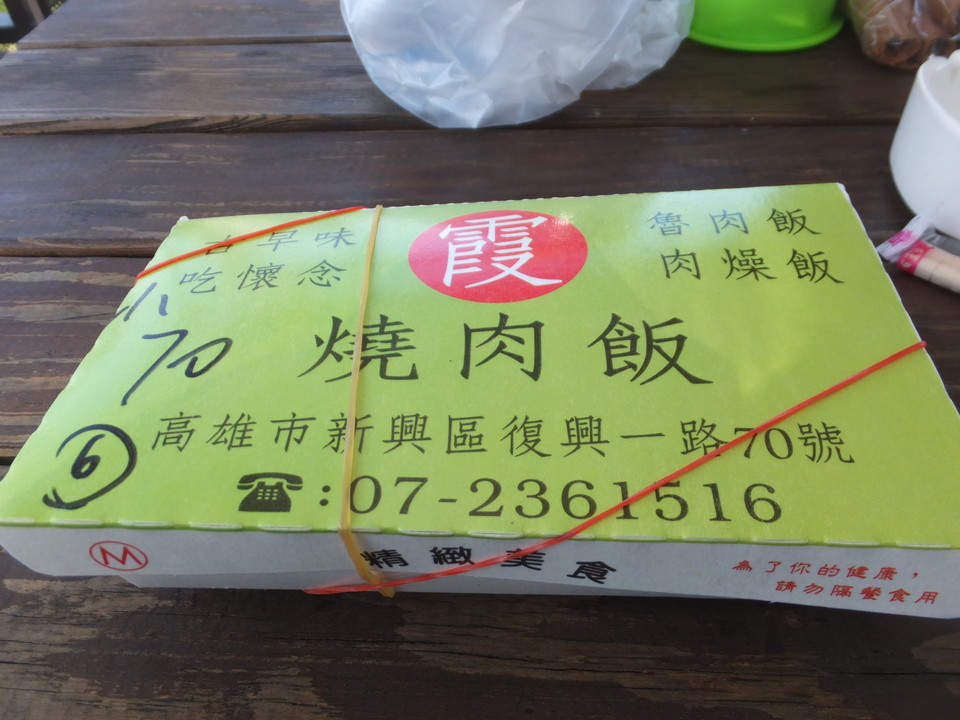 古早味
吃懷念
霞
魯肉飯
肉燥飯
燒肉飯
70
6
高雄市新興區復興一路70號
☎:07-2361516
M
精緻美食
為了你的健康，
請勿隔餐食用